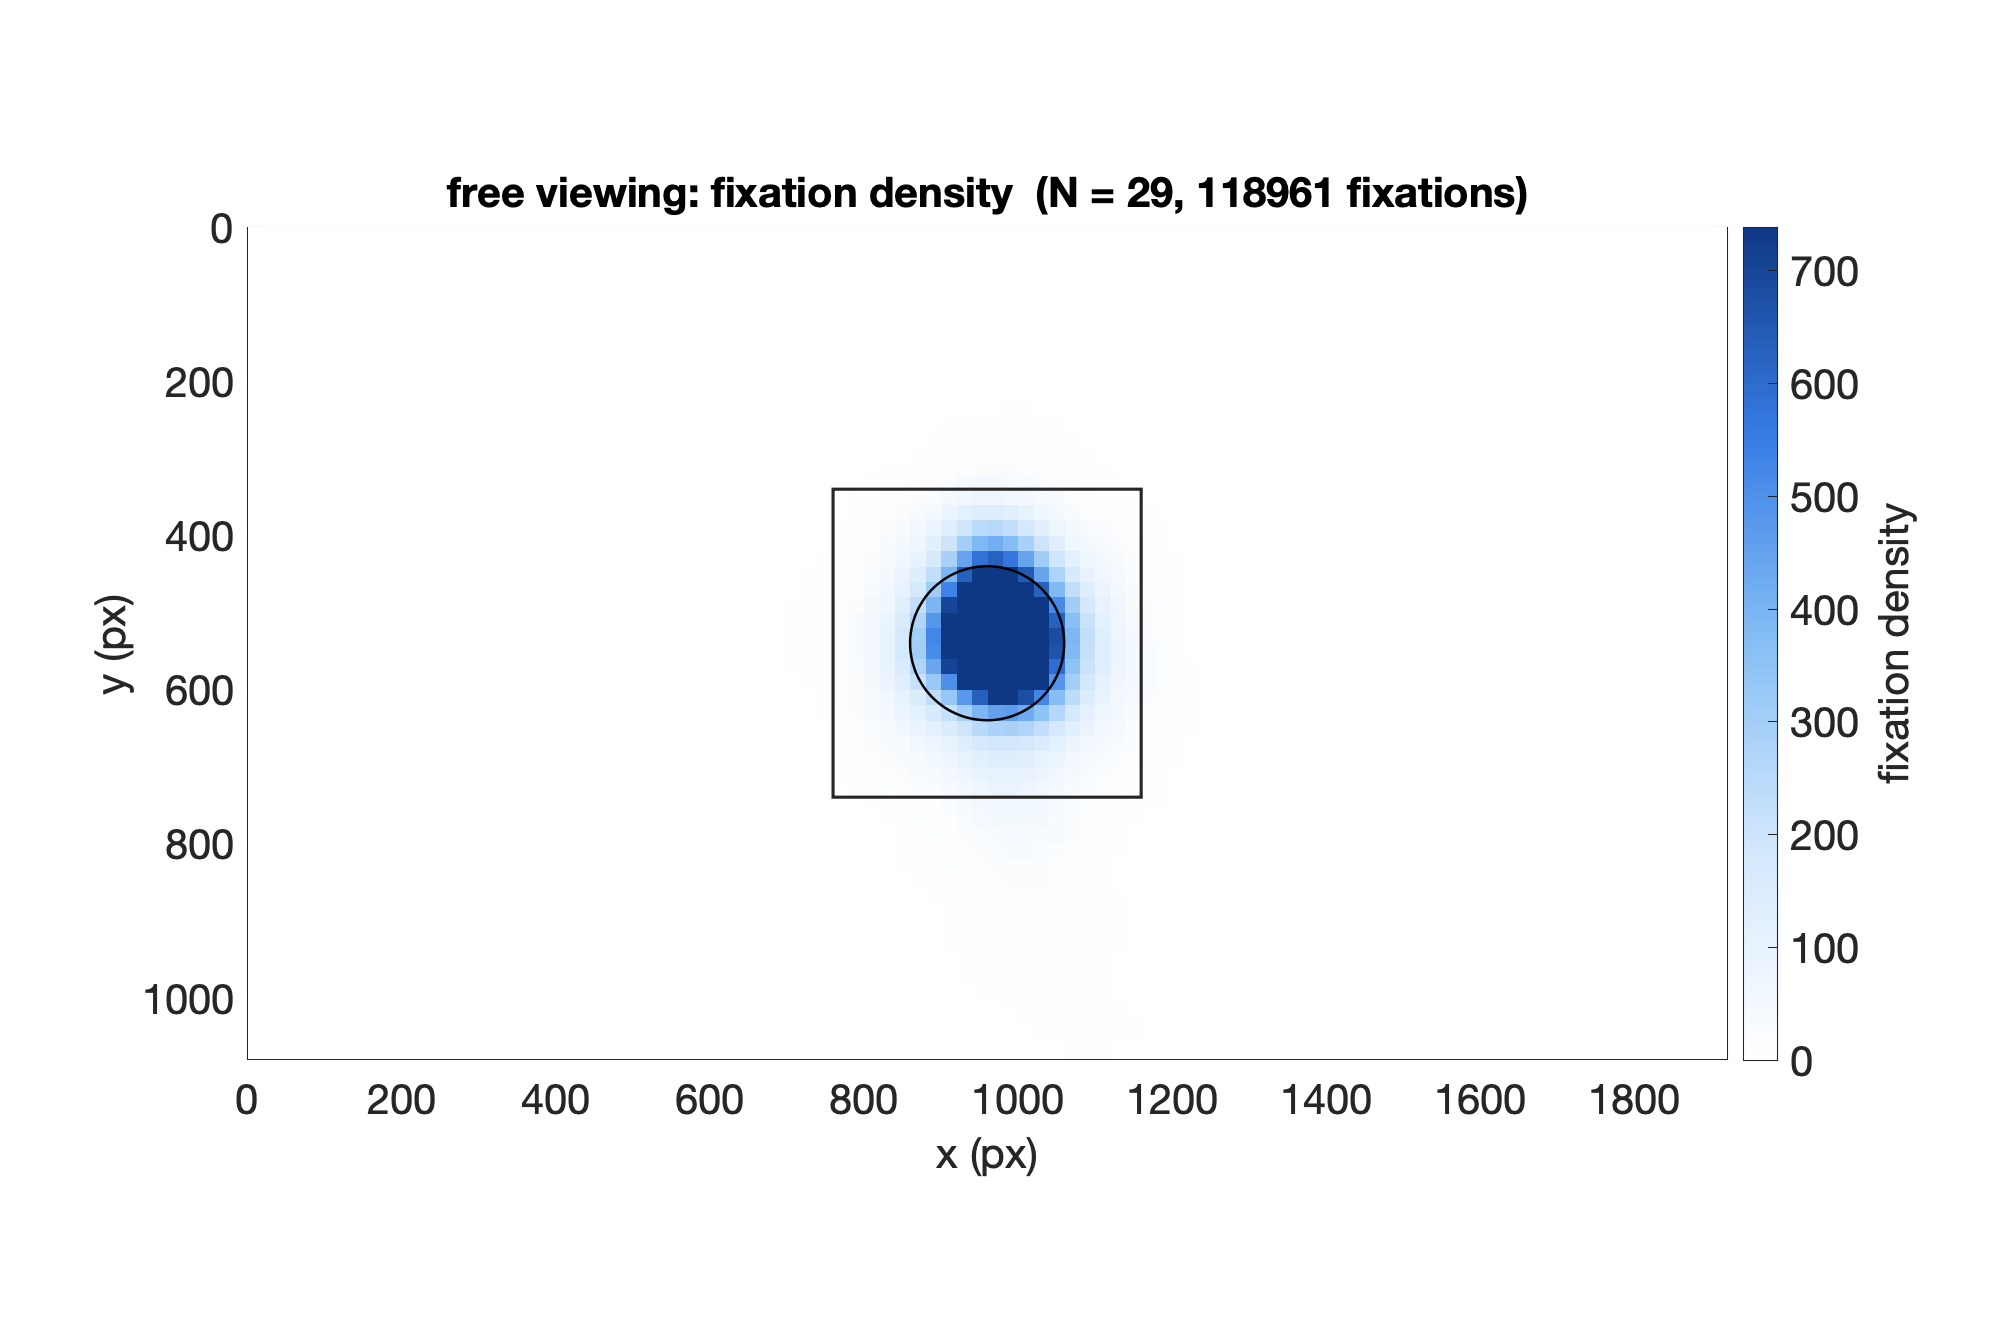 free viewing: fixation density (N = 29, 118961 fixations)
0
200
400
600
800
1000
y (px)
0 200 400 600 800 1000 1200 1400 1600 1800
x (px)
700
600
500
400
300
200
100
0
fixation density